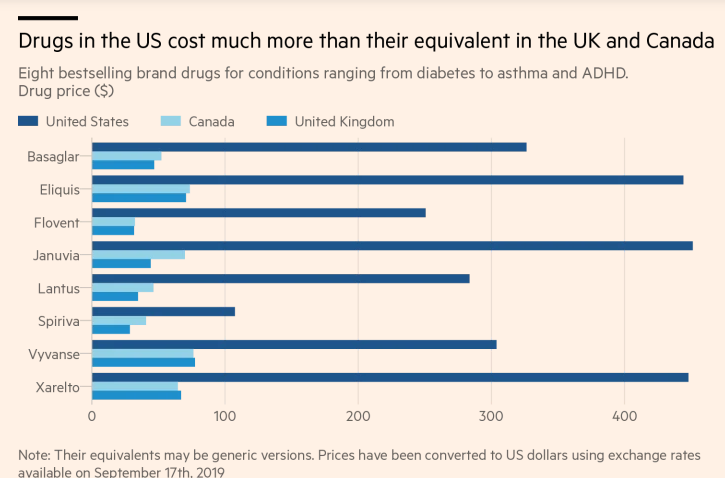 Drugs in the US cost much more than their equivalent in the UK and Canada
Eight bestselling brand drugs for conditions ranging from diabetes to asthma and ADHD.
Drug price ($)
United States Canada United Kingdom
Basaglar
Eliquis
Flovent
Januvia
Lantus
Spiriva
Vyvanse
Xarelto
0 100 200 300 400
Note: Their equivalents may be generic versions. Prices have been converted to US dollars using exchange rates
available on September 17th, 2019